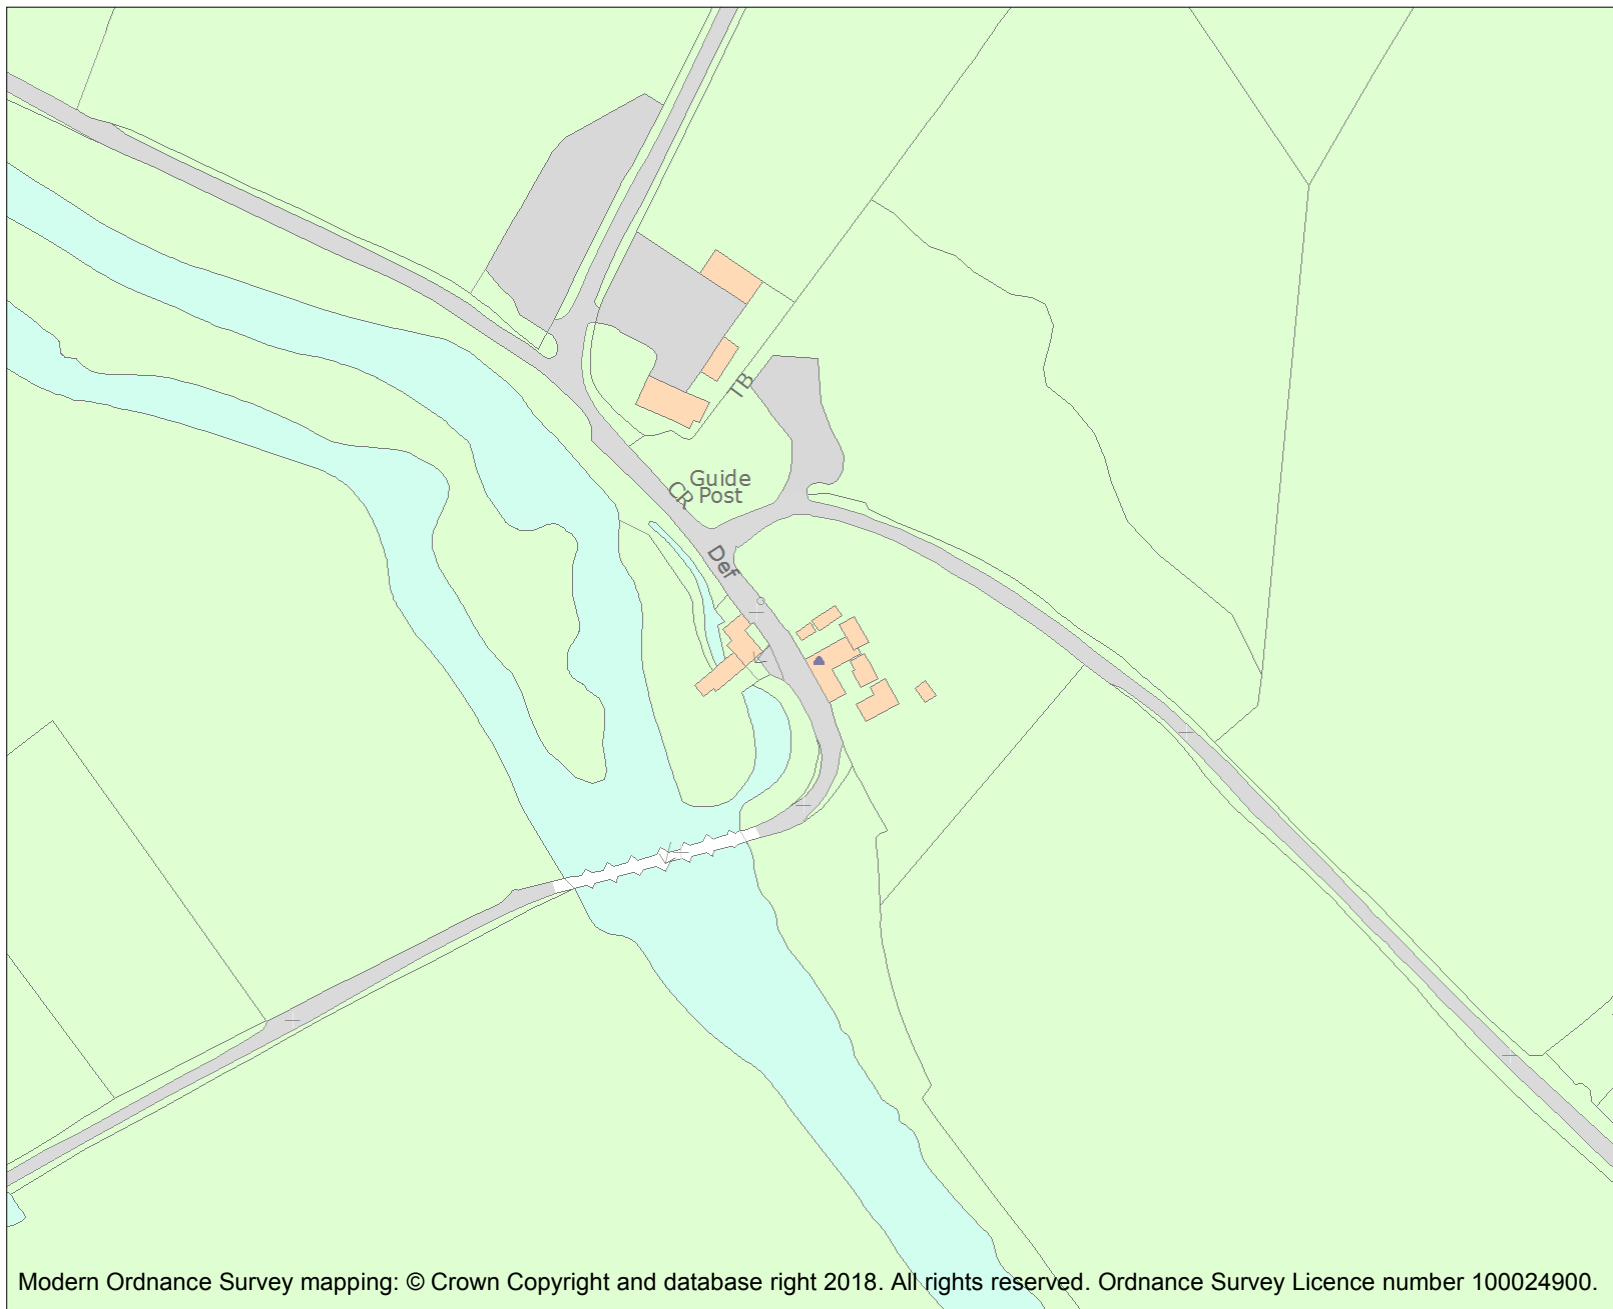 TB
Guide
CR Post
Def
Modern Ordnance Survey mapping: © Crown Copyright and database right 2018. All rights reserved. Ordnance Survey Licence number 100024900.